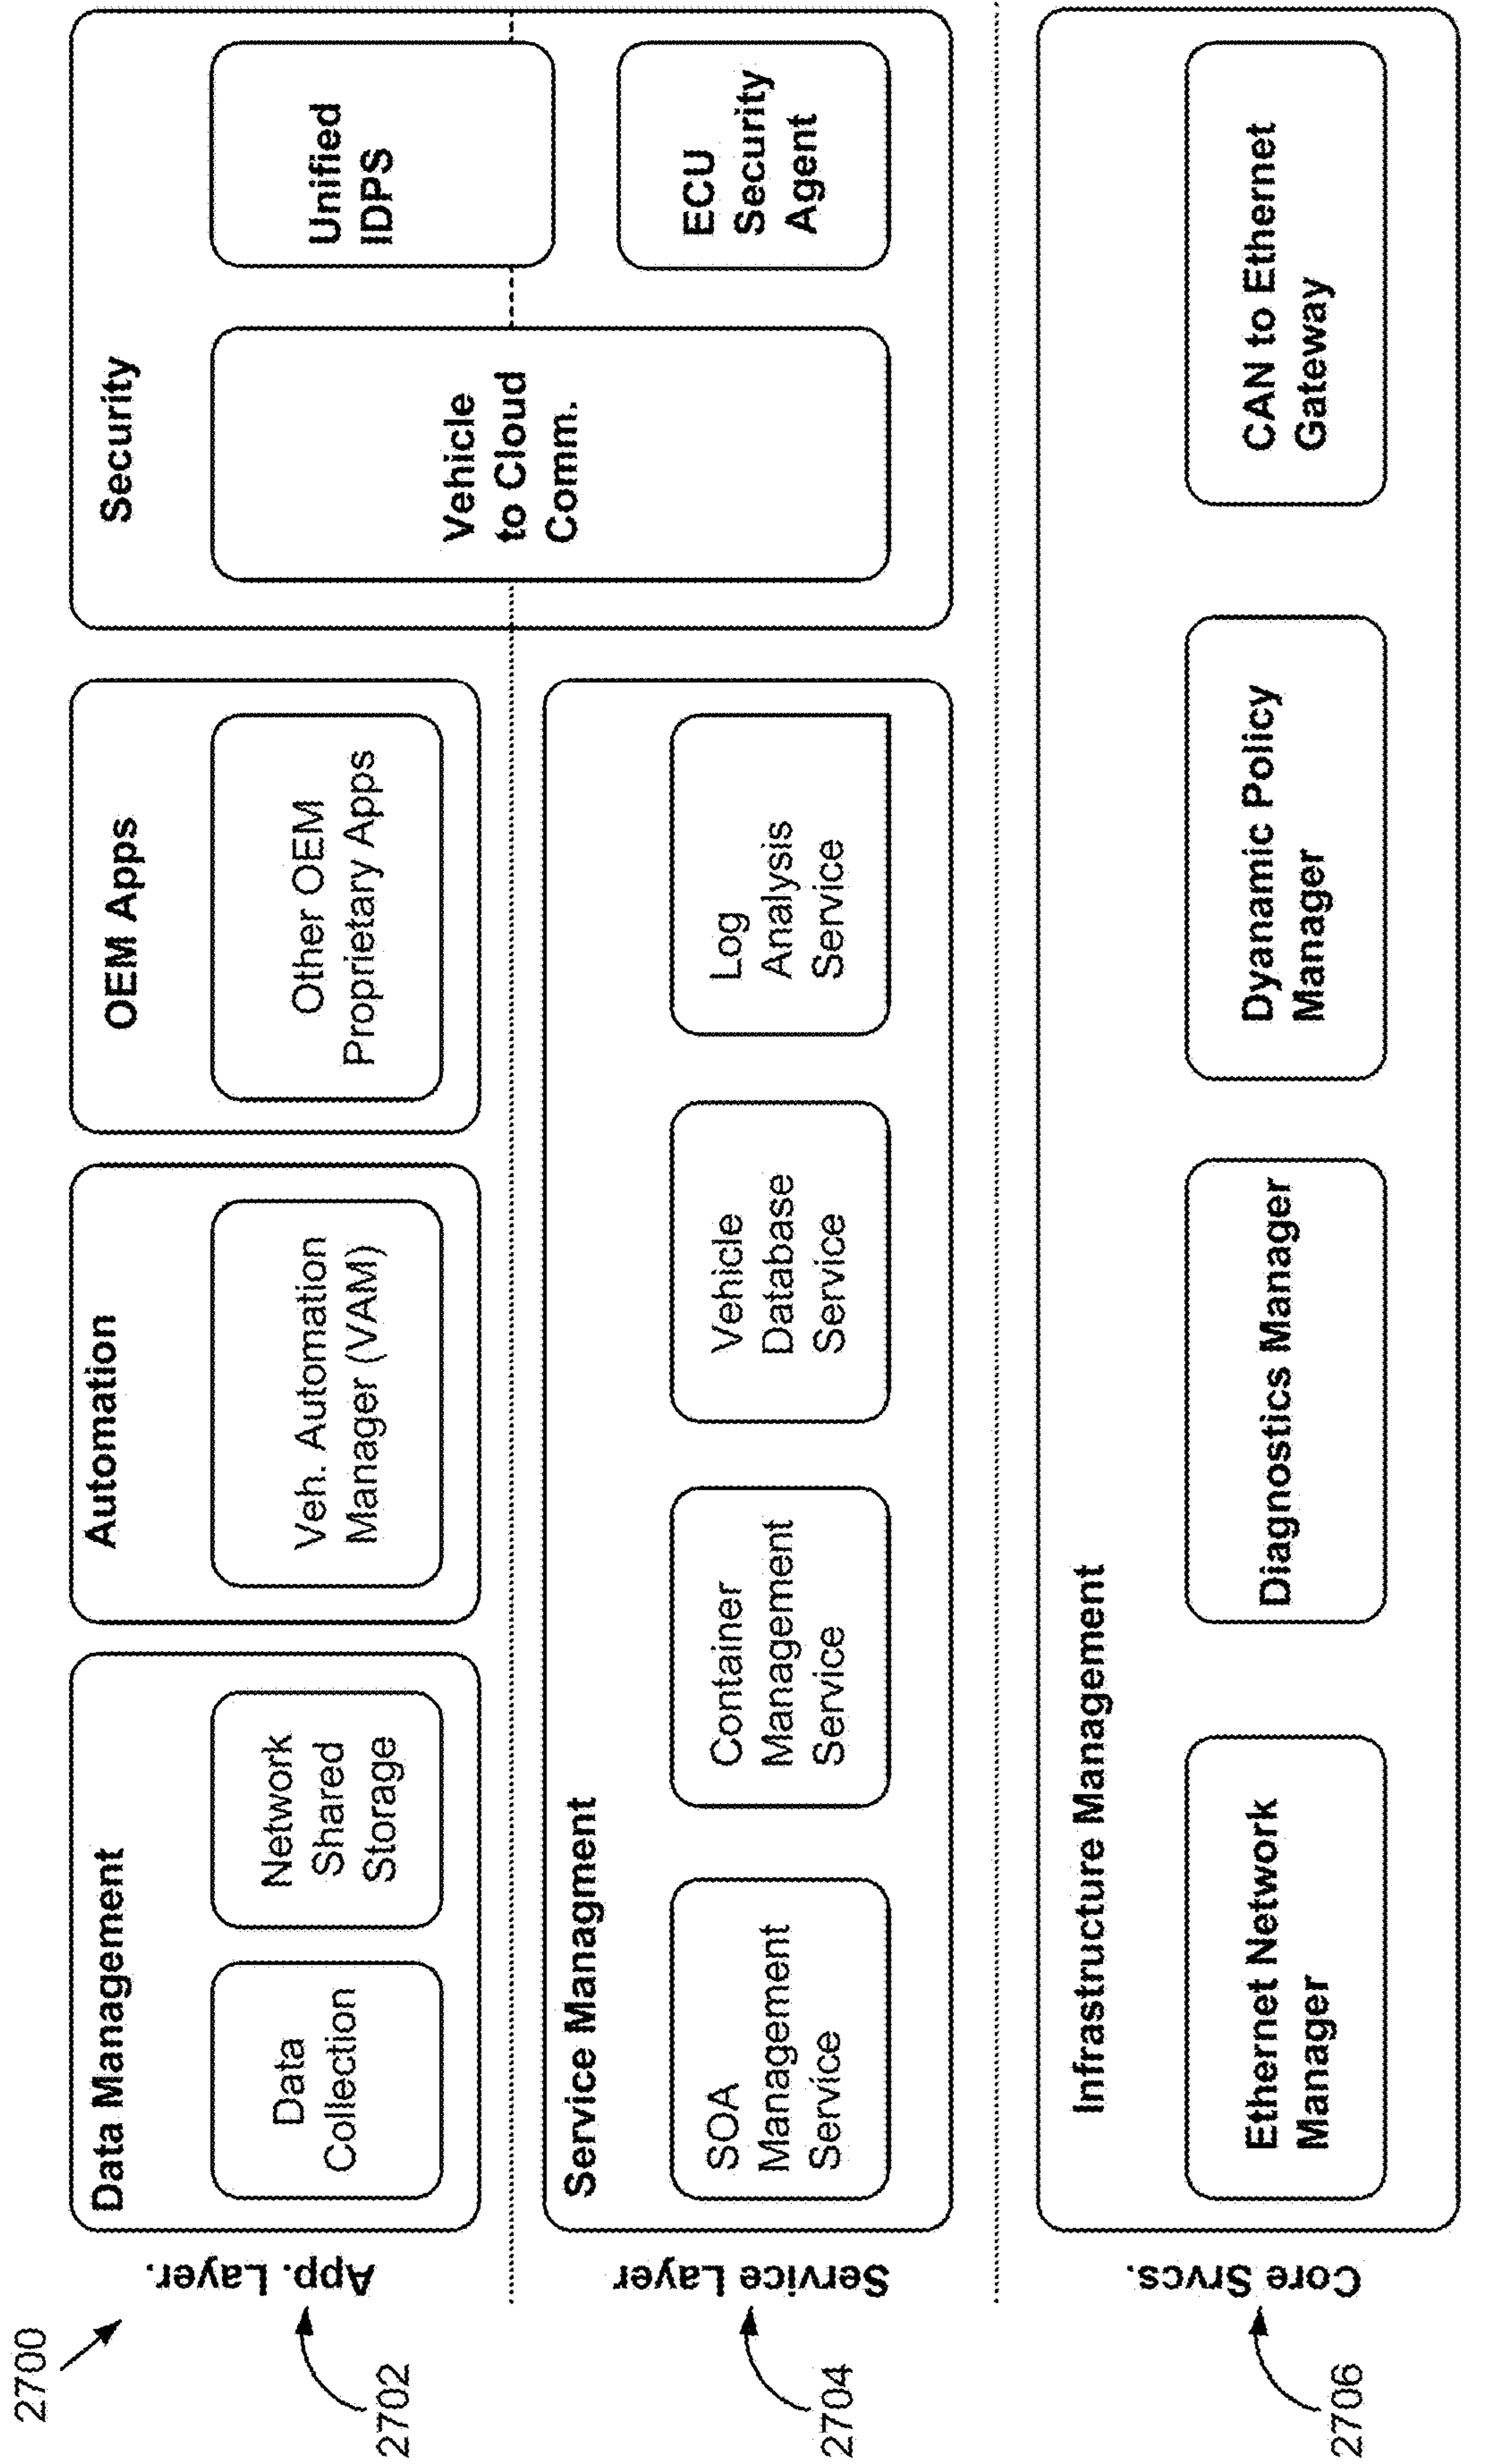 2700
2702
App. Layer.
Data Management
Data
Collection
Network
Shared
Storage
Automation
Veh. Automation
Manager (VAM)
OEM Apps
Other OEM
Proprietary Apps
Security
Vehicle
to Cloud
Comm.
Unified
IDPS
ECU
Security
Agent
2704
Service Layer
Service Managment
SOA
Management
Service
Container
Management
Service
Vehicle
Database
Service
Log
Analysis
Service
2706
Core Srvcs.
Infrastructure Management
Ethernet Network
Manager
Diagnostics Manager
Dyanamic Policy
Manager
CAN to Ethernet
Gateway